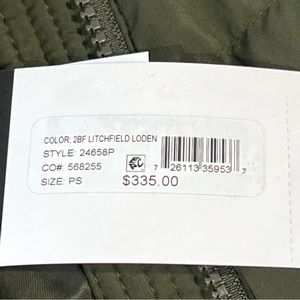 COLOR: 2BF LITCHFIELD LODEN
STYLE: 24658P
CO#: 568255
SIZE: PS
$335.00
7 26113 35953 7